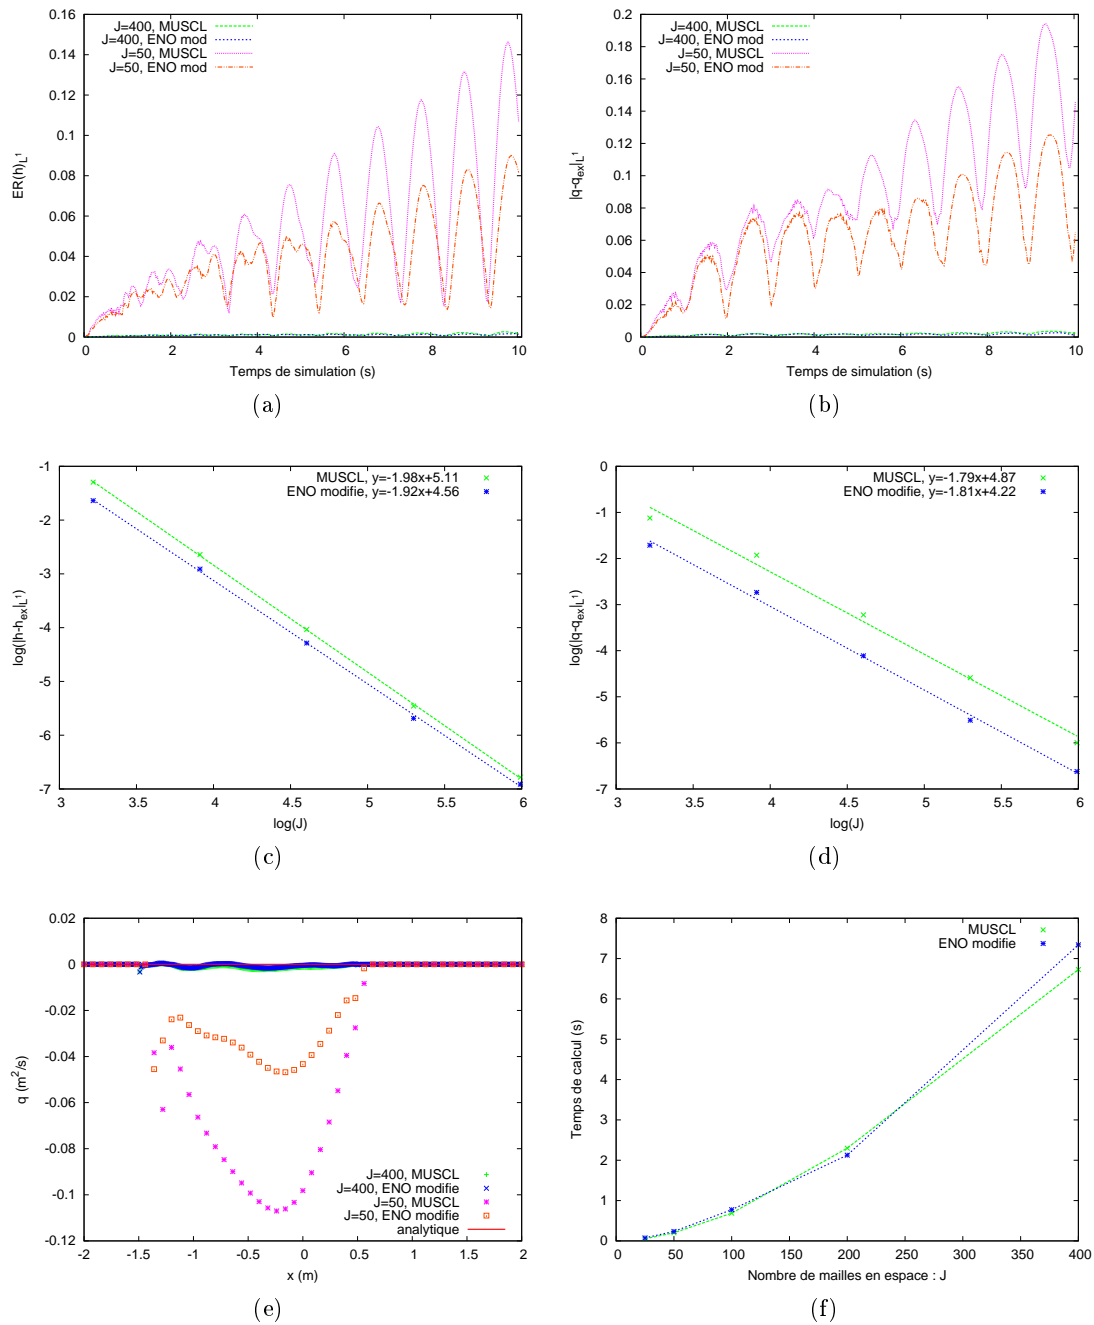 J=400, MUSCL
J=400, ENO mod
J=50, MUSCL
J=50, ENO mod
0.16
0.14
0.12
0.1
0.08
0.06
0.04
0.02
0
ER(h)L¹
0 2 4 6 8 10
Temps de simulation (s)
(a)
J=400, MUSCL
J=400, ENO mod
J=50, MUSCL
J=50, ENO mod
0.2
0.18
0.16
0.14
0.12
0.1
0.08
0.06
0.04
0.02
0
|q-qex|L¹
0 2 4 6 8 10
Temps de simulation (s)
(b)
MUSCL, y=-1.98x+5.11
ENO modifie, y=-1.92x+4.56
-1
-2
-3
-4
-5
-6
-7
log(|h-hex|L¹)
3 3.5 4 4.5 5 5.5 6
log(J)
(c)
MUSCL, y=-1.79x+4.87
ENO modifie, y=-1.81x+4.22
0
-1
-2
-3
-4
-5
-6
-7
log(|q-qex|L¹)
3 3.5 4 4.5 5 5.5 6
log(J)
(d)
0.02
0
-0.02
-0.04
-0.06
-0.08
-0.1
-0.12
q (m²/s)
J=400, MUSCL
J=400, ENO modifie
J=50, MUSCL
J=50, ENO modifie
analytique
-2 -1.5 -1 -0.5 0 0.5 1 1.5 2
x (m)
(e)
MUSCL
ENO modifie
8
7
6
5
4
3
2
1
0
Temps de calcul (s)
0 50 100 150 200 250 300 350 400
Nombre de mailles en espace : J
(f)